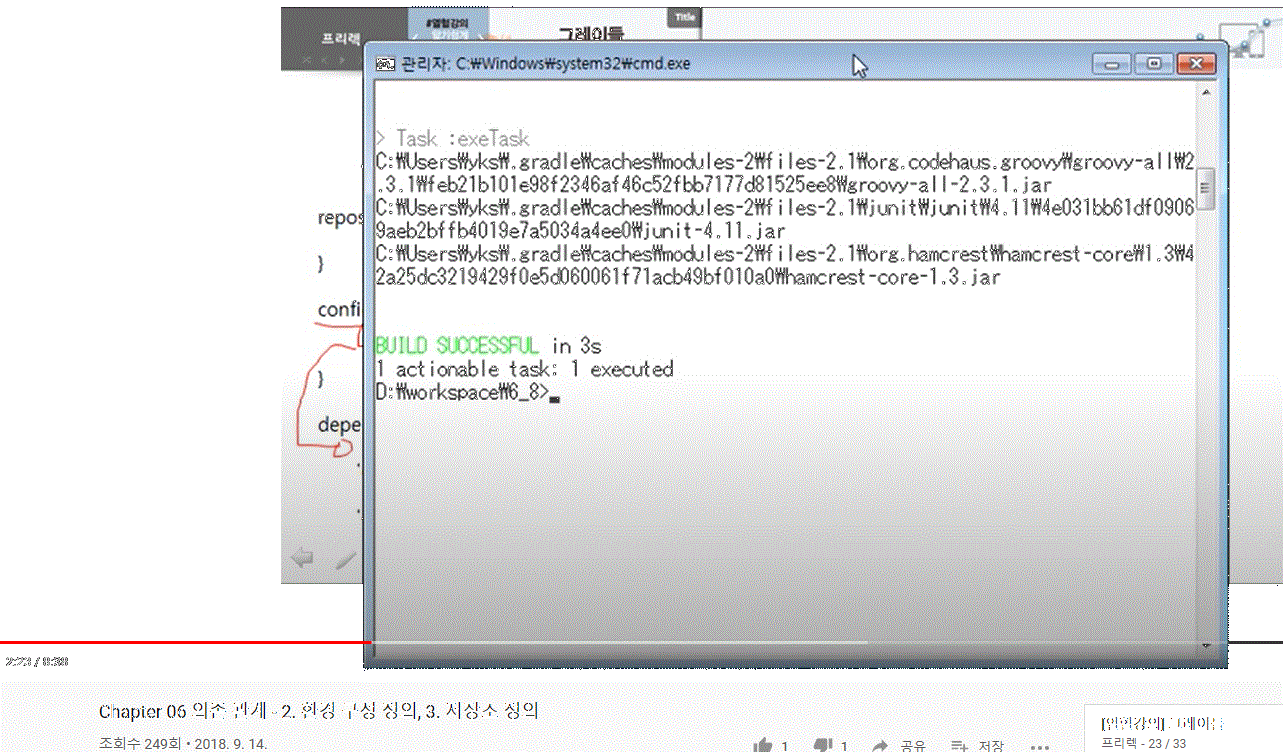 프리렉
#열혈강의
그레이들
Title
관리자: C:\Windows\system32\cmd.exe
> Task :exeTask
C:\Users\yks\.gradle\caches\modules-2\files-2.1\org.codehaus.groovy\groovy-all\2
.3.1\feb21b101e98f2346af46c52fbb7177d81525ee8\groovy-all-2.3.1.jar
C:\Users\yks\.gradle\caches\modules-2\files-2.1\junit\junit\4.11\4e031bb61df0906
9aeb2bffb4019e7a5034a4ee0\junit-4.11.jar
C:\Users\yks\.gradle\caches\modules-2\files-2.1\org.hamcrest\hamcrest-core\1.3\4
2a25dc3219429f0e5d060061f71acb49bf010a0\hamcrest-core-1.3.jar
repos
}
confi
BUILD SUCCESSFUL in 3s
1 actionable task: 1 executed
}
D:\workspace\6_8>
depe
2:23 / 8:38
Chapter 06 의존 관계 - 2. 환경 구성 정의, 3. 저장소 정의
조회수 249회 • 2018. 9. 14.
1
1
공유
저장
[열혈강의] 그레이들
프리렉 - 23 / 33